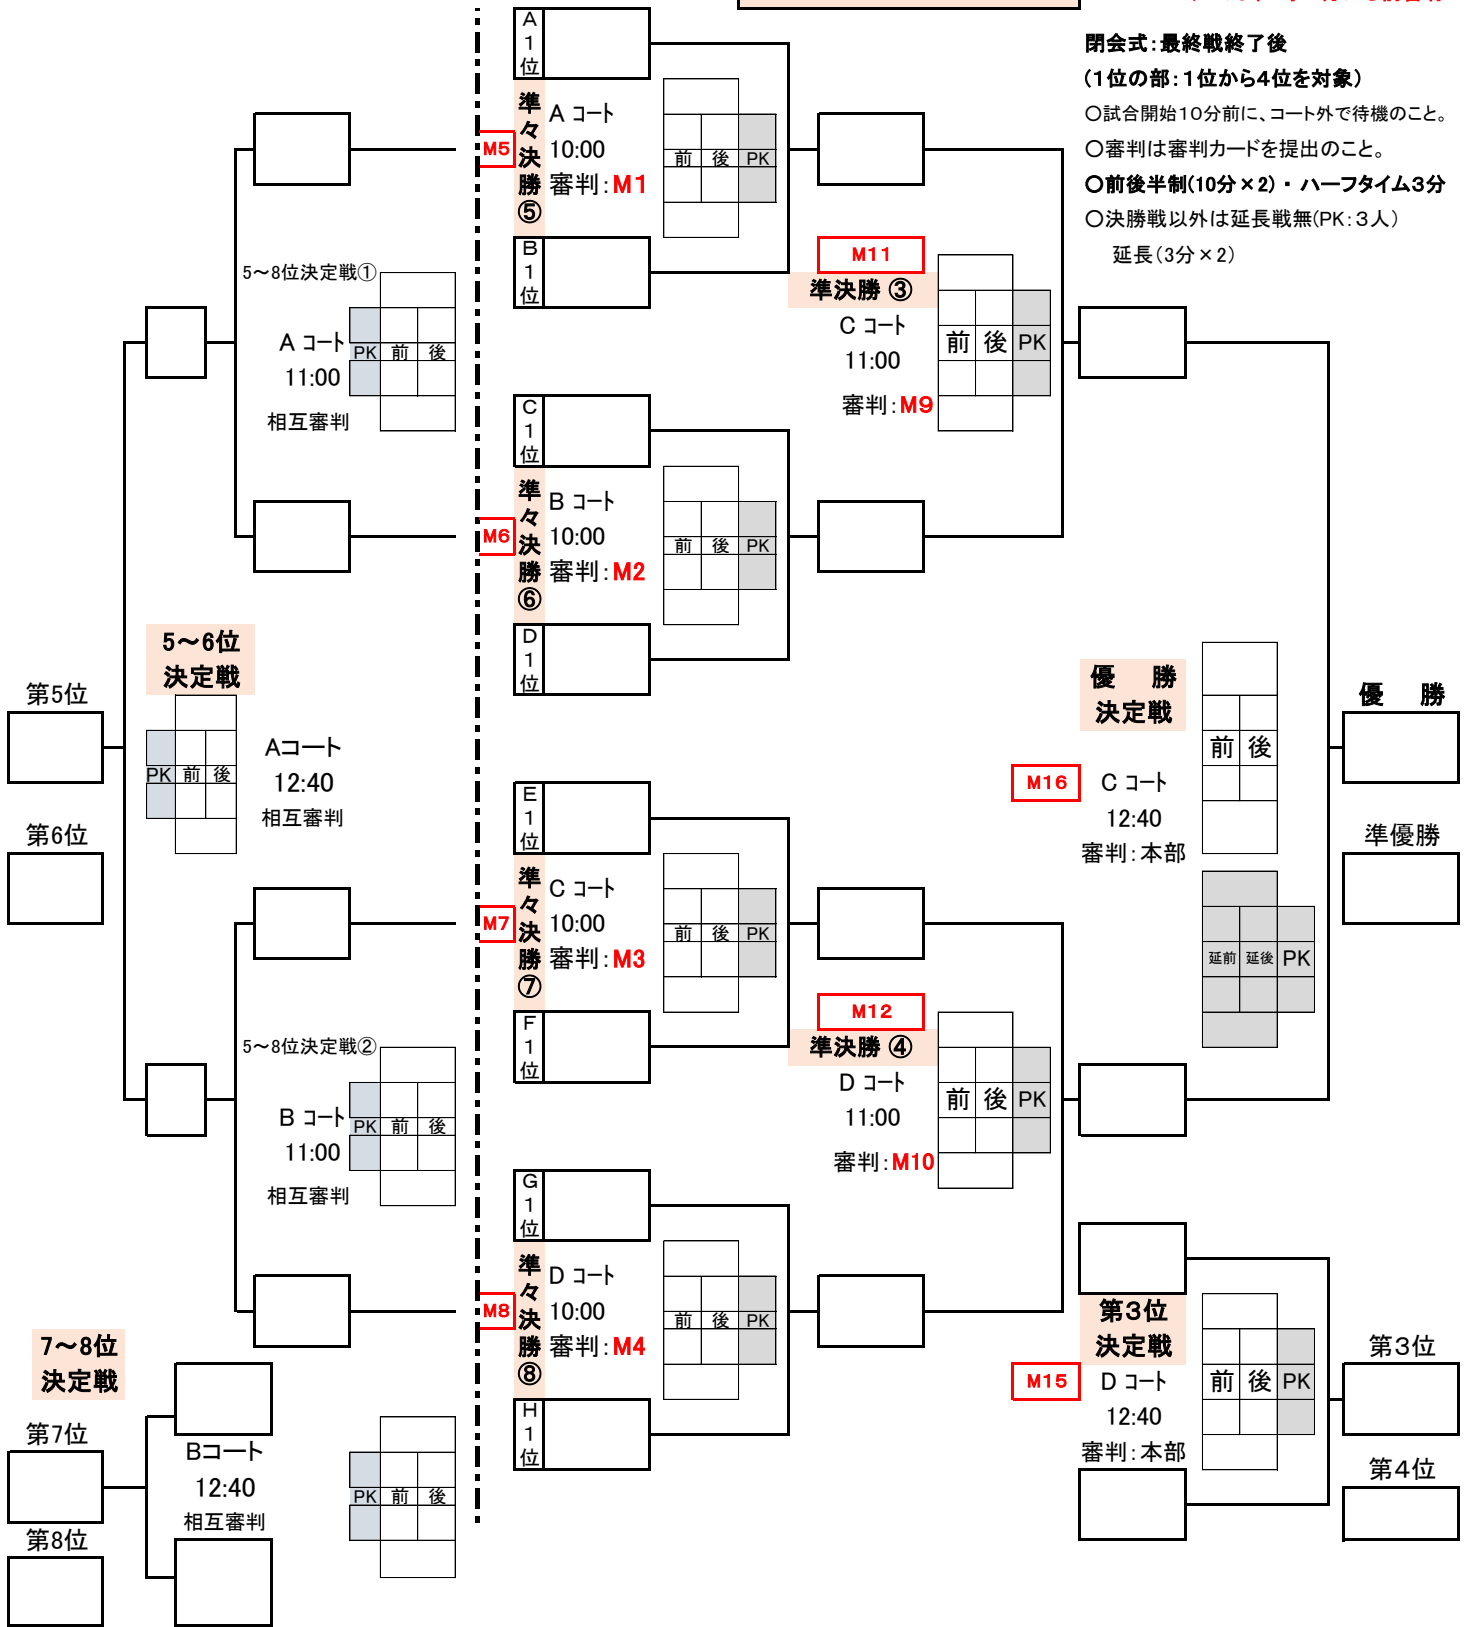 閉会式：最終戦終了後
(1位の部：1位から4位を対象)
○試合開始10分前に、コート外で待機のこと。
○審判は審判カードを提出のこと。
○前後半制(10分×2)・ハーフタイム3分
○決勝戦以外は延長戦無(PK：3人)
延長(3分×2)
A1位
準々決勝⑤
M5
A コート
10:00
審判：M1
前 後 PK
B1位
C1位
準々決勝⑥
M6
B コート
10:00
審判：M2
前 後 PK
D1位
E1位
準々決勝⑦
M7
C コート
10:00
審判：M3
前 後 PK
F1位
G1位
準々決勝⑧
M8
D コート
10:00
審判：M4
前 後 PK
H1位
M11
準決勝 ③
C コート
11:00
審判：M9
前 後 PK
M12
準決勝 ④
D コート
11:00
審判：M10
前 後 PK
優　勝
決定戦
M16
C コート
12:40
審判：本部
前 後
延前 延後 PK
優　勝
準優勝
第3位
決定戦
M15
D コート
12:40
審判：本部
前 後 PK
第3位
第4位
5～8位決定戦①
A コート
11:00
相互審判
PK 前 後
5～6位
決定戦
Aコート
12:40
相互審判
PK 前 後
第5位
第6位
5～8位決定戦②
B コート
11:00
相互審判
PK 前 後
7～8位
決定戦
Bコート
12:40
相互審判
PK 前 後
第7位
第8位